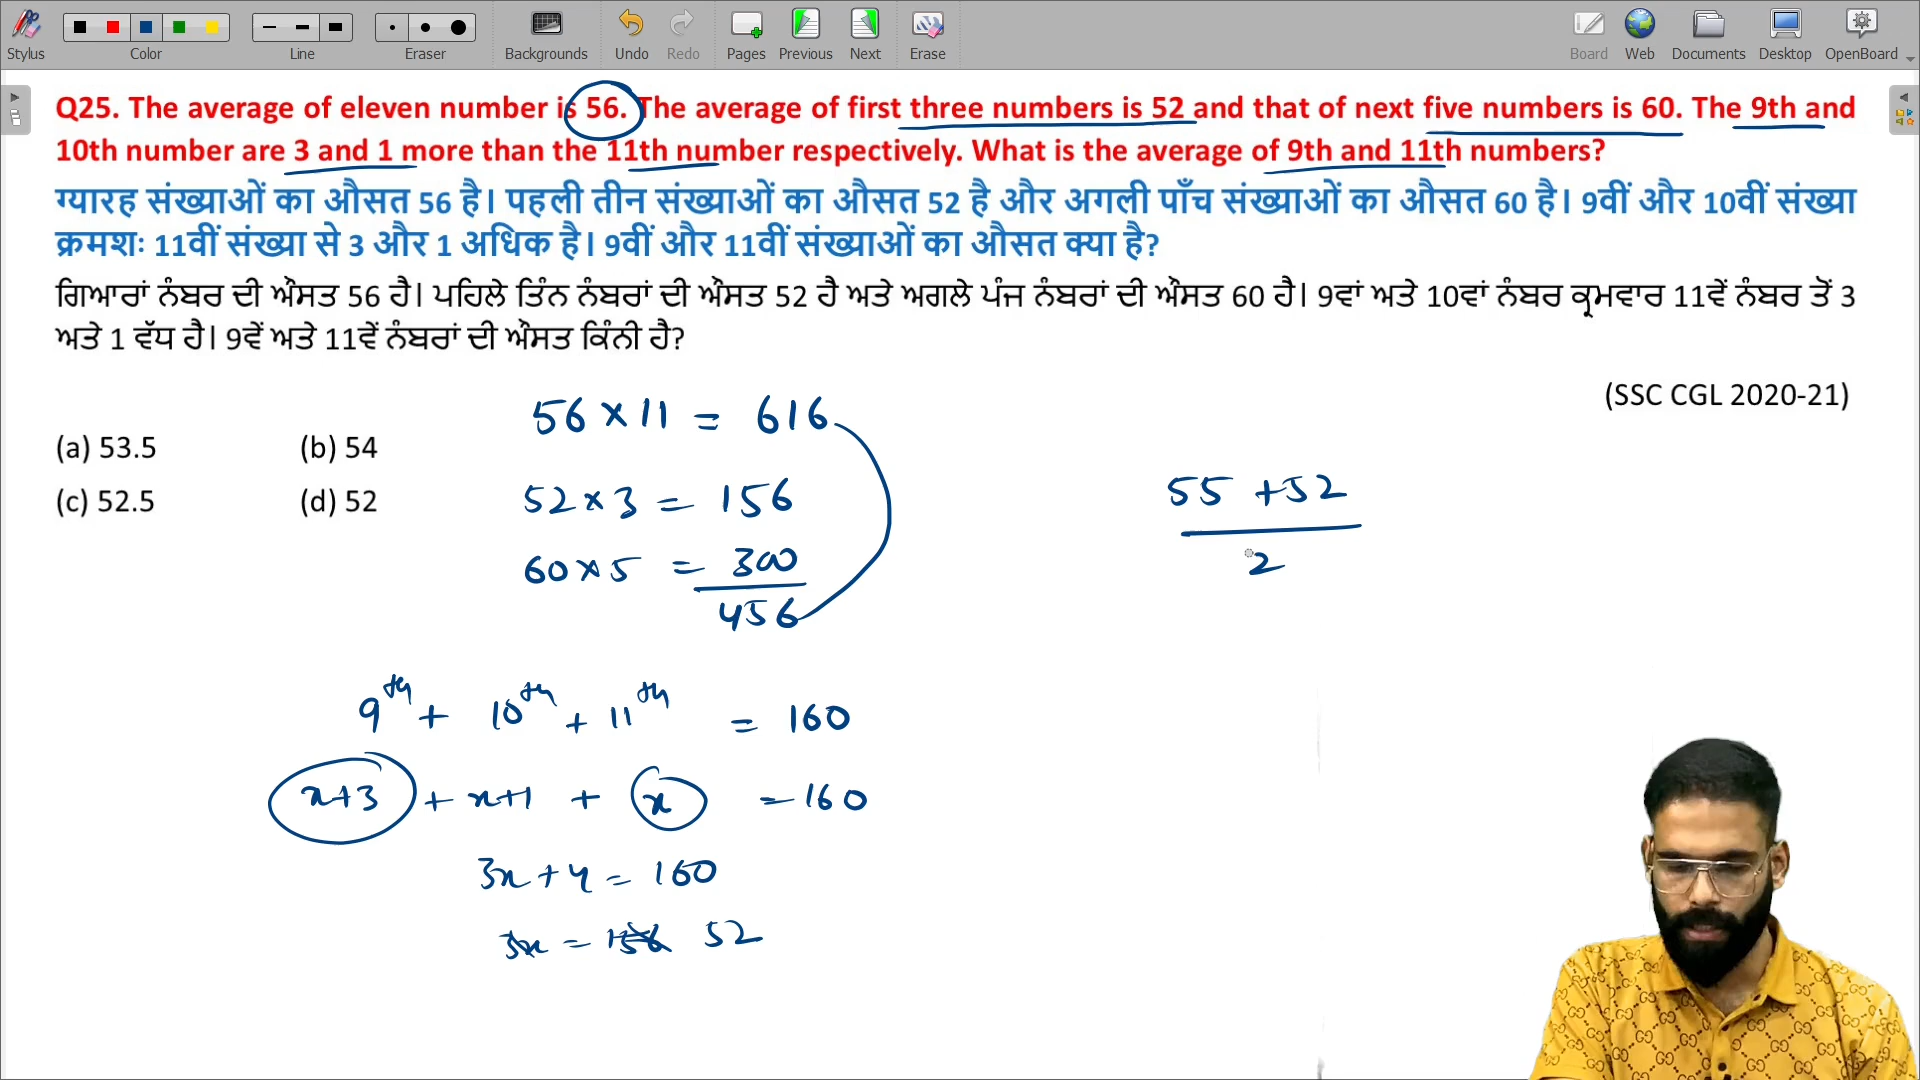 Stylus Color Line Eraser Backgrounds Undo Redo Pages Previous Next Erase Board Web Documents Desktop OpenBoard
Q25. The average of eleven number is 56. The average of first three numbers is 52 and that of next five numbers is 60. The 9th and
10th number are 3 and 1 more than the 11th number respectively. What is the average of 9th and 11th numbers?
ग्यारह संख्याओं का औसत 56 है। पहली तीन संख्याओं का औसत 52 है और अगली पाँच संख्याओं का औसत 60 है। 9वीं और 10वीं संख्या
क्रमशः 11वीं संख्या से 3 और 1 अधिक है। 9वीं और 11वीं संख्याओं का औसत क्या है?
ਗਿਆਰਾਂ ਨੰਬਰ ਦੀ ਔਸਤ 56 ਹੈ। ਪਹਿਲੇ ਤਿੰਨ ਨੰਬਰਾਂ ਦੀ ਔਸਤ 52 ਹੈ ਅਤੇ ਅਗਲੇ ਪੰਜ ਨੰਬਰਾਂ ਦੀ ਔਸਤ 60 ਹੈ। 9ਵਾਂ ਅਤੇ 10ਵਾਂ ਨੰਬਰ ਕ੍ਰਮਵਾਰ 11ਵੇਂ ਨੰਬਰ ਤੋਂ 3
ਅਤੇ 1 ਵੱਧ ਹੈ। 9ਵੇਂ ਅਤੇ 11ਵੇਂ ਨੰਬਰਾਂ ਦੀ ਔਸਤ ਕਿੰਨੀ ਹੈ?
(SSC CGL 2020-21)
(a) 53.5 (b) 54
(c) 52.5 (d) 52
56 × 11 = 616
52 × 3 = 156
60 × 5 = 300
456
55 + 52
2
9th + 10th + 11th = 160
x+3 + x+1 + x = 160
3x + 4 = 160
3x = 156 52